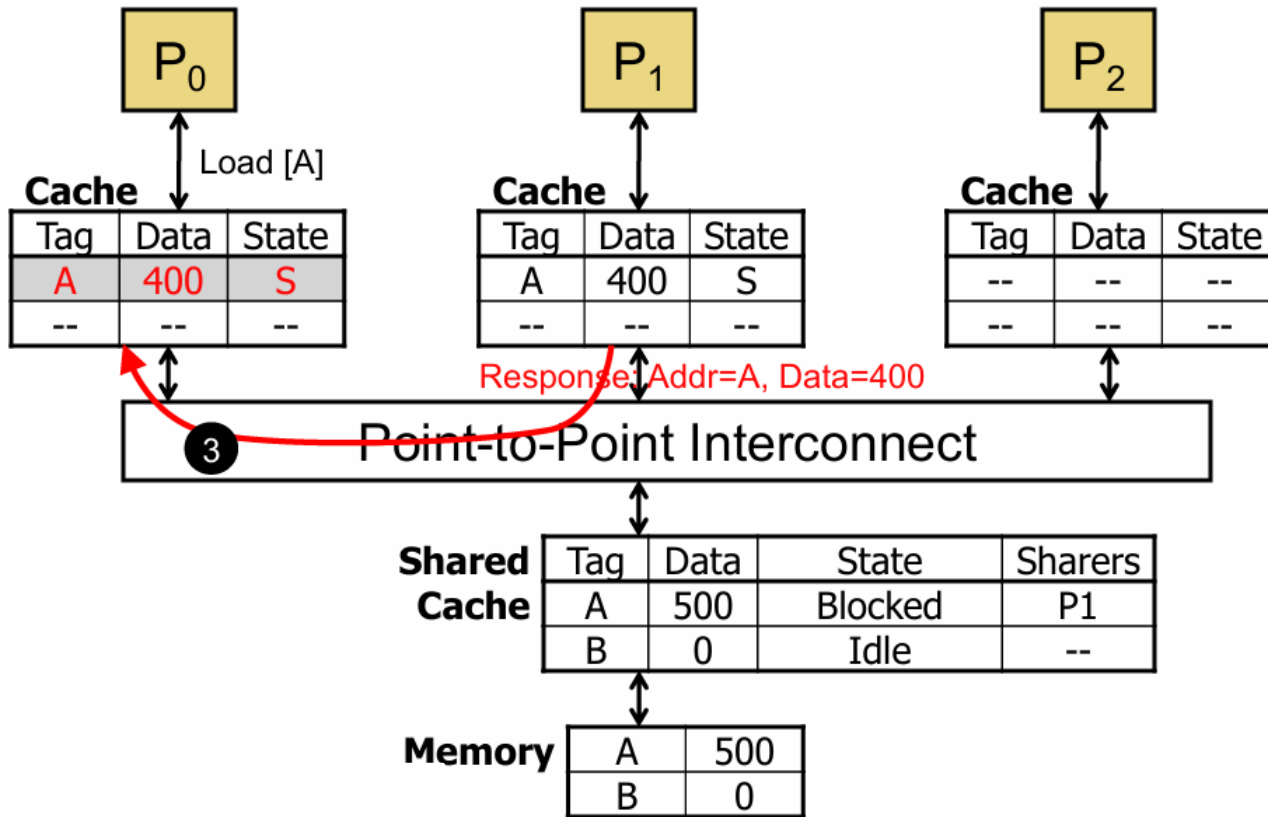 P0 P1 P2
Load [A]
Cache Cache Cache
Tag Data State Tag Data State Tag Data State
A 400 S A 400 S -- -- --
-- -- -- -- -- -- -- -- --
Response: Addr=A, Data=400
3 Point-to-Point Interconnect
Shared Tag Data State Sharers
Cache A 500 Blocked P1
B 0 Idle --
Memory A 500
B 0